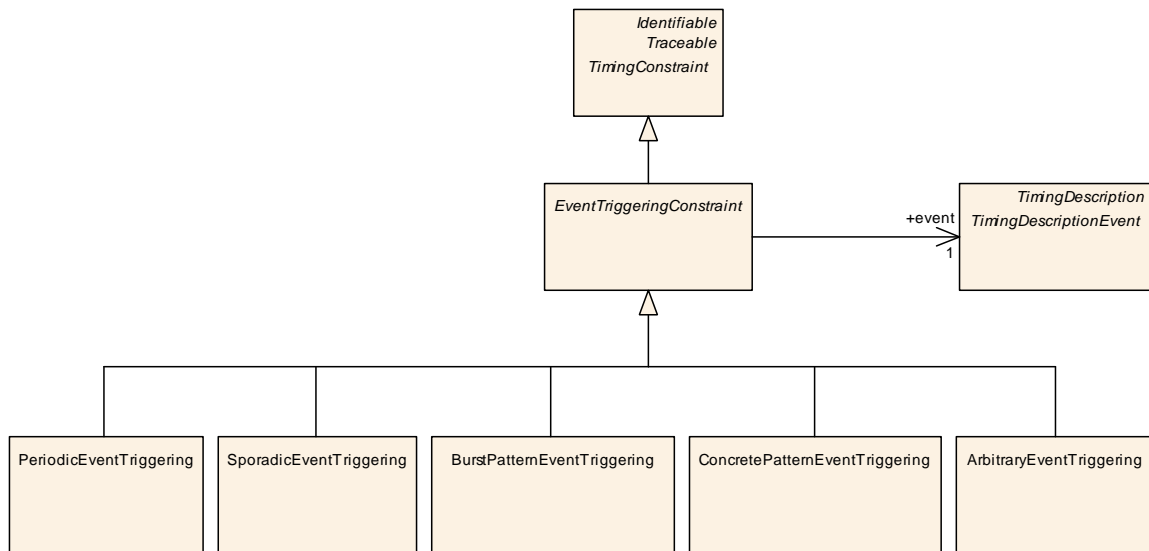 Identifiable
Traceable
TimingConstraint
EventTriggeringConstraint
+event
1
TimingDescription
TimingDescriptionEvent
PeriodicEventTriggering
SporadicEventTriggering
BurstPatternEventTriggering
ConcretePatternEventTriggering
ArbitraryEventTriggering